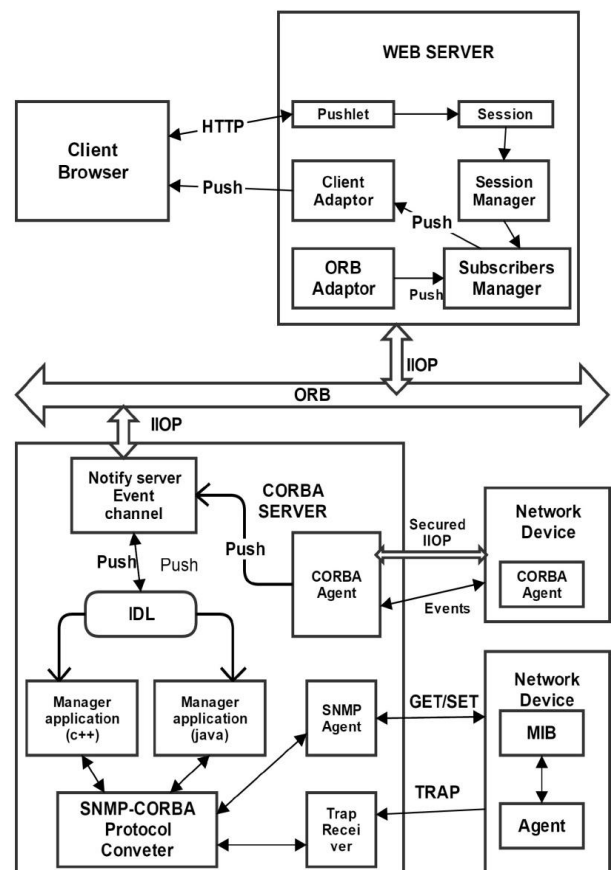 WEB SERVER
Client
Browser
HTTP
Pushlet
Session
Push
Client
Adaptor
Session
Manager
Push
ORB
Adaptor
Push
Subscribers
Manager
IIOP
ORB
IIOP
Notify server
Event
channel
CORBA
SERVER
Push
Push
Push
IDL
CORBA
Agent
Secured
IIOP
Events
Network
Device
CORBA
Agent
Manager
application
(c++)
Manager
application
(java)
SNMP
Agent
GET/SET
Network
Device
MIB
Agent
SNMP-CORBA
Protocol
Conveter
Trap
Recei
ver
TRAP